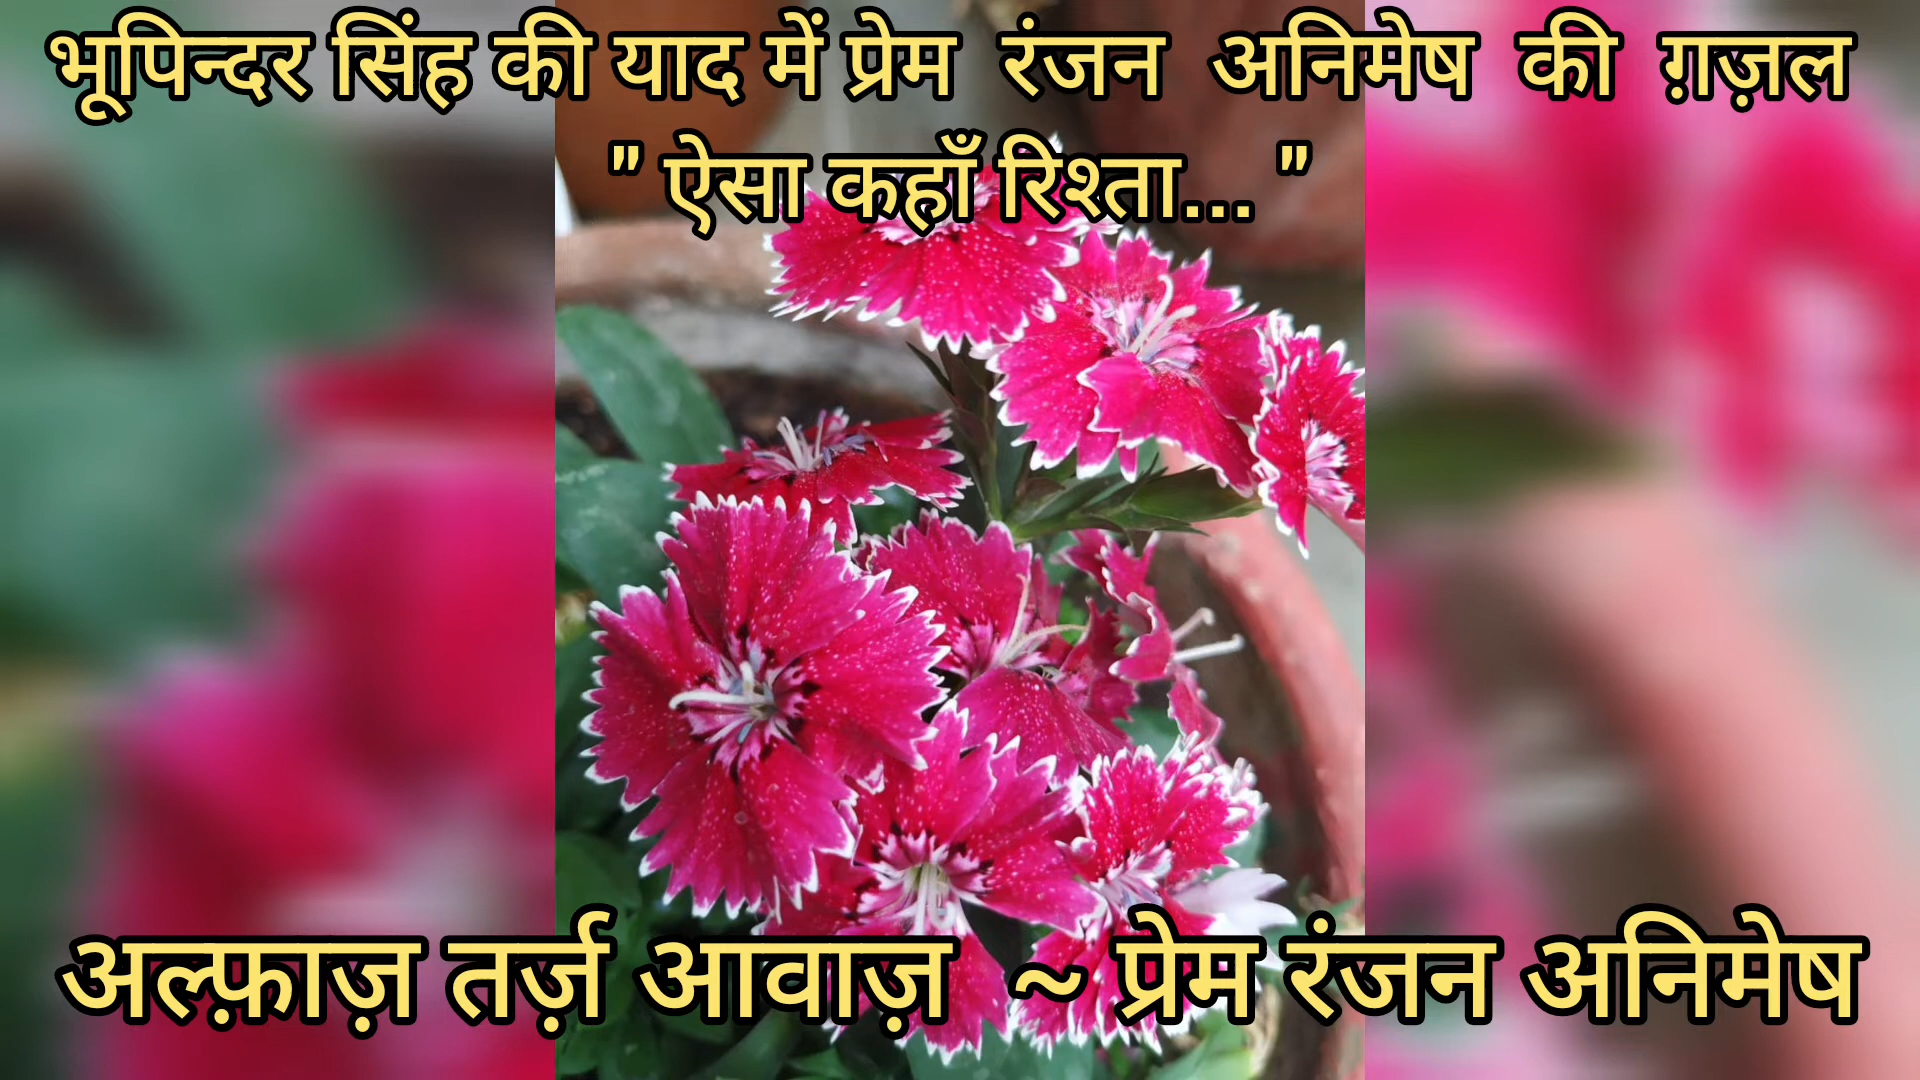 भूपिन्दर सिंह की याद में प्रेम रंजन अनिमेष की ग़ज़ल
" ऐसा कहाँ रिश्ता... "
अल्फ़ाज़ तर्ज़ आवाज़ ~ प्रेम रंजन अनिमेष